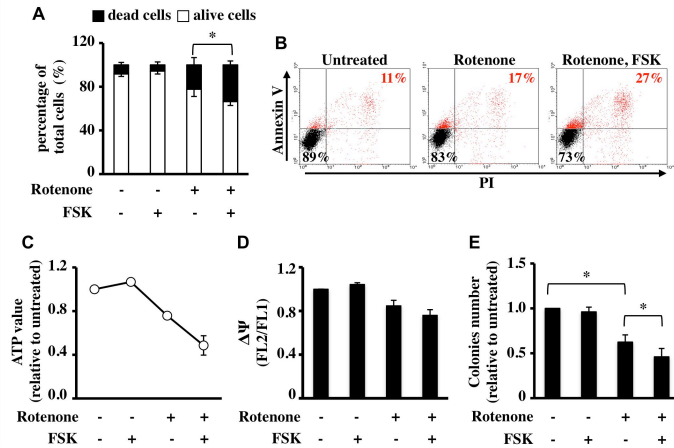 dead cells alive cells
A
*
percentage of
total cells (%)
120
80
40
0
Rotenone - - + +
FSK - + - +
B
Untreated Rotenone Rotenone, FSK
11% 17% 27%
Annexin V
89% 83% 73%
PI
C
ATP value
(relative to untreated)
1.2
0.8
0.4
0.0
Rotenone - - + +
FSK - + - +
D
ΔΨ
(FL2/FL1)
1.2
0.8
0.4
0
Rotenone - - + +
FSK - + - +
E
Colonies number
(relative to untreated)
1.5
1.0
0.5
0.0
* *
Rotenone - - + +
FSK - + - +